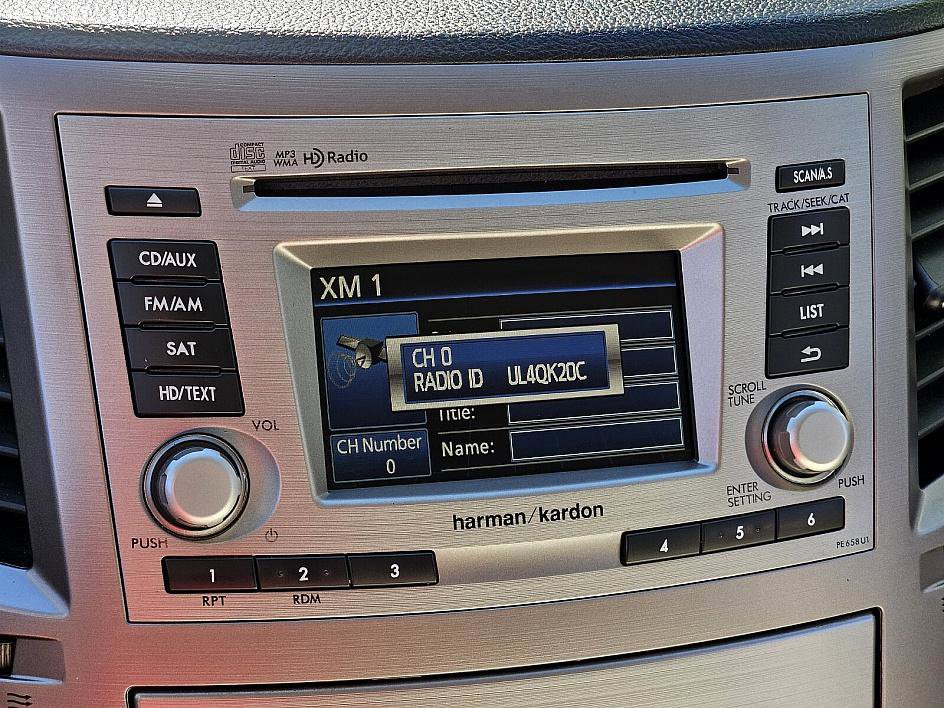 COMPACT
disc
DIGITAL AUDIO
TEXT
MP3
WMA
HD Radio
SCAN/A.S
TRACK/SEEK/CAT
CD/AUX
FM/AM
SAT
HD/TEXT
LIST
XM 1
CH 0
RADIO ID UL4QK20C
Title:
CH Number
0
Name:
VOL
PUSH
SCROLL
TUNE
ENTER
SETTING
PUSH
harman/kardon
1
2
3
4
5
6
RPT
RDM
PE658U1